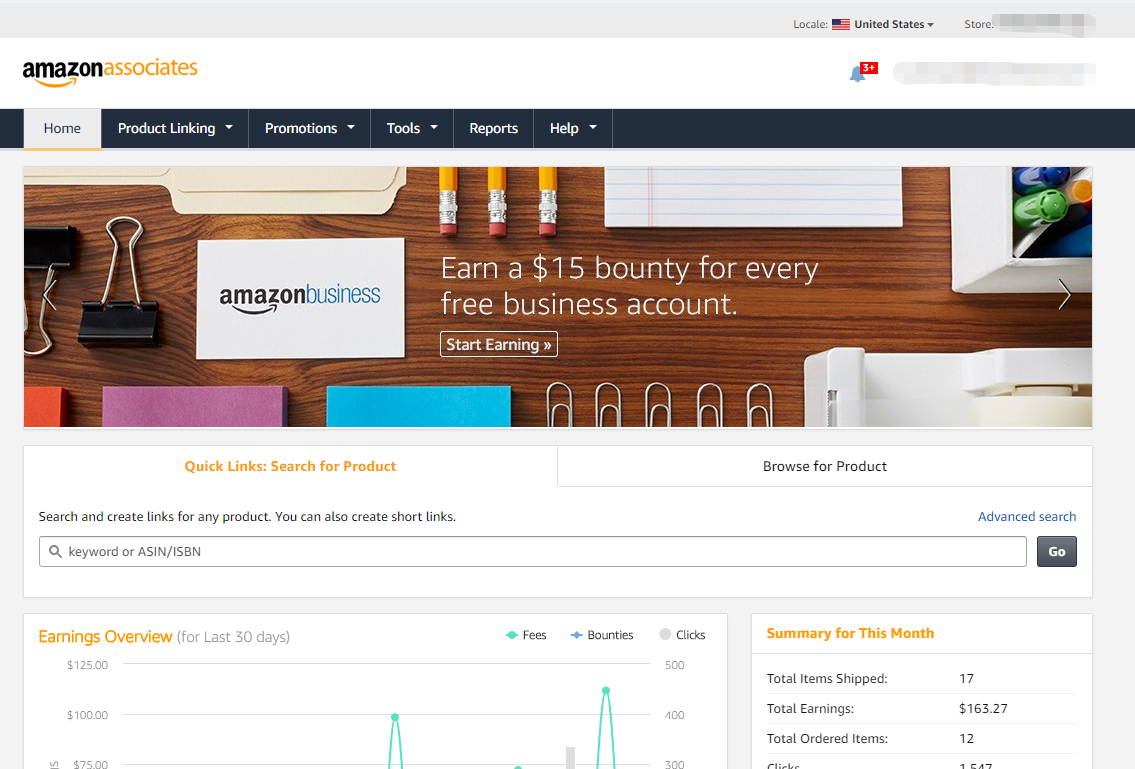 Locale: United States
Store:
amazonassociates
3+
Home Product Linking Promotions Tools Reports Help
amazonbusiness
Earn a $15 bounty for every
free business account.
Start Earning »
Quick Links: Search for Product
Browse for Product
Search and create links for any product. You can also create short links.
Advanced search
keyword or ASIN/ISBN
Go
Earnings Overview (for Last 30 days)
Fees Bounties Clicks
$125.00
500
$100.00
400
$75.00
300
Summary for This Month
Total Items Shipped: 17
Total Earnings: $163.27
Total Ordered Items: 12
Clicks 1,547